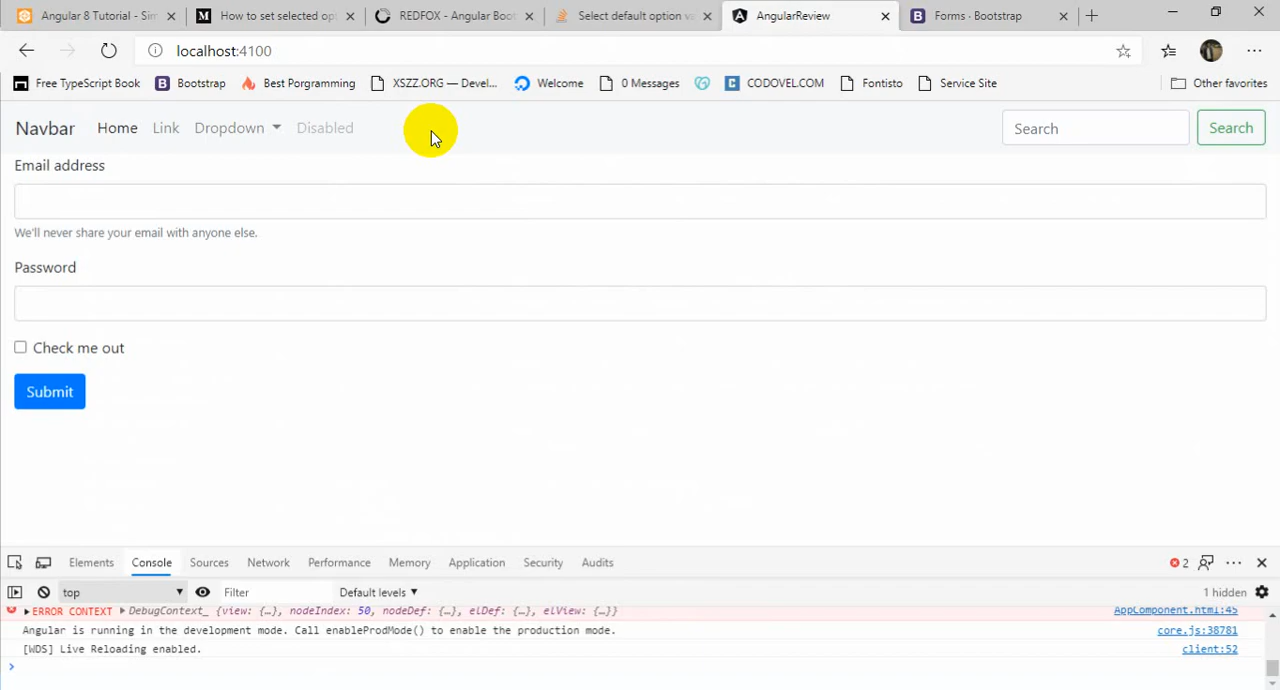 Angular 8 Tutorial - Sim
How to set selected opt
REDFOX - Angular Boot
Select default option va
AngularReview
Forms · Bootstrap
localhost:4100
Free TypeScript Book
Bootstrap
Best Porgramming
XSZZ.ORG — Devel...
Welcome
0 Messages
CODOVEL.COM
Fontisto
Service Site
Other favorites
Navbar Home Link Dropdown Disabled Search Search
Email address
We'll never share your email with anyone else.
Password
Check me out
Submit
Elements Console Sources Network Performance Memory Application Security Audits 2
top Filter Default levels ▼ 1 hidden
ERROR CONTEXT ▶ DebugContext_ {view: {…}, nodeIndex: 50, nodeDef: {…}, elDef: {…}, elView: {…}} AppComponent.html:45
Angular is running in the development mode. Call enableProdMode() to enable the production mode. core.js:38781
[WDS] Live Reloading enabled. client:52